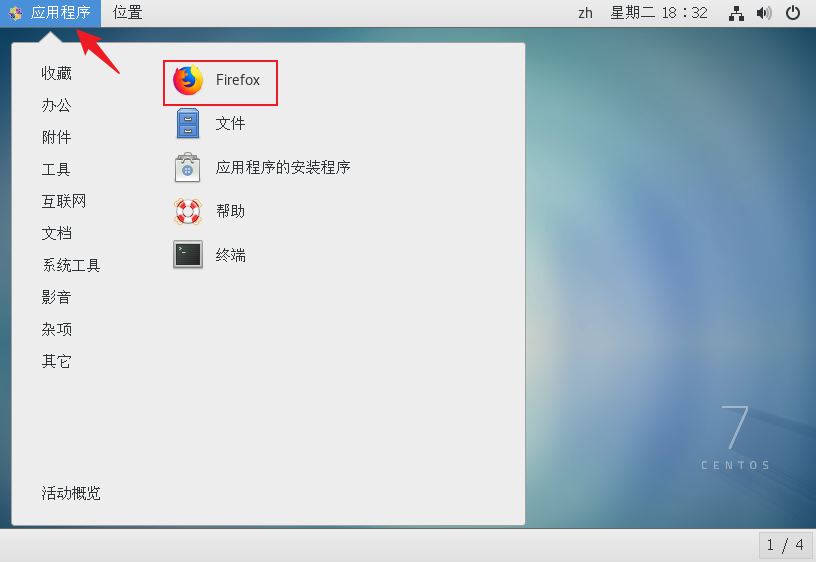 应用程序 位置 zh 星期二 18：32
收藏
办公
附件
工具
互联网
文档
系统工具
影音
杂项
其它
活动概览
Firefox
文件
应用程序的安装程序
帮助
终端
7
CENTOS
1 / 4